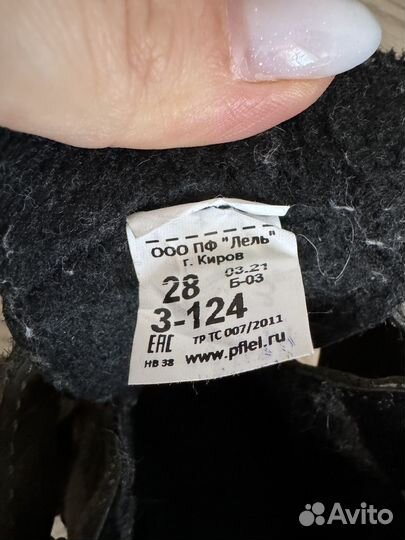 ООО ПФ "Лель"
г. Киров
28 03.21
Б-03
3-124
ЕАС ТР ТС 007/2011
www.pflel.ru
НВ 38
Avito